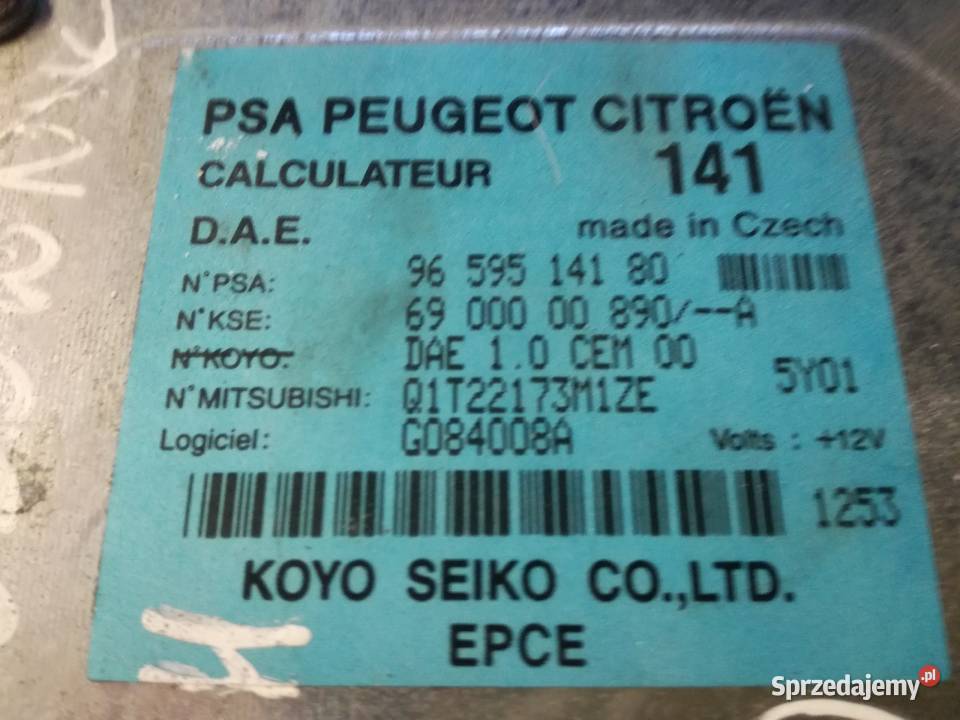 PSA PEUGEOT CITROËN
CALCULATEUR 141
D.A.E. made in Czech
N°PSA: 96 595 141 80
N°KSE: 69 000 00 890/--A
N°KOYO: DAE 1.0 CEM 00
5Y01
N°MITSUBISHI: Q1T22173M1ZE
Logiciel: G084008A Volts : +12V
1253
KOYO SEIKO CO.,LTD.
EPCE
Sprzedajemy.pl